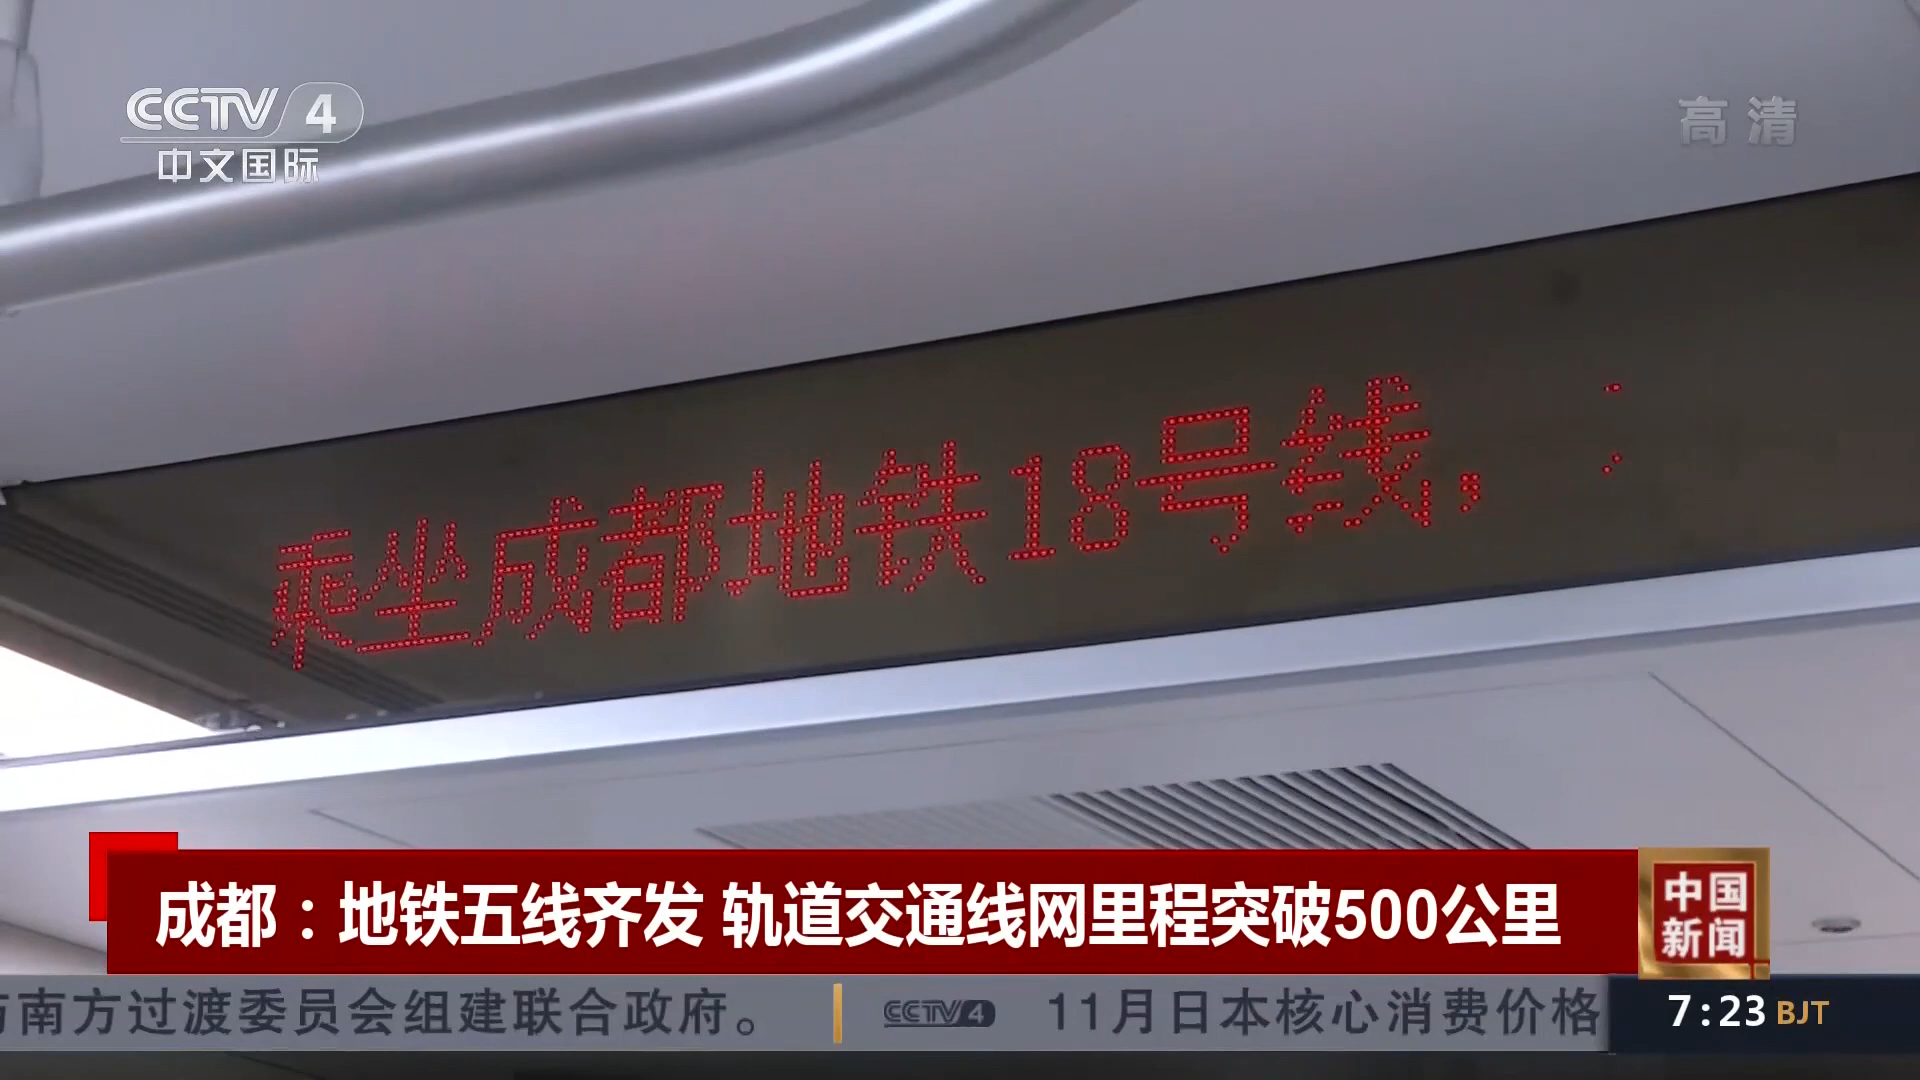 CCTV 4
中文国际
高清
乘坐成都地铁18号线，
成都：地铁五线齐发 轨道交通线网里程突破500公里
中国
新闻
南方过渡委员会组建联合政府。
CCTV 4
11月日本核心消费价格
7:23 BJT